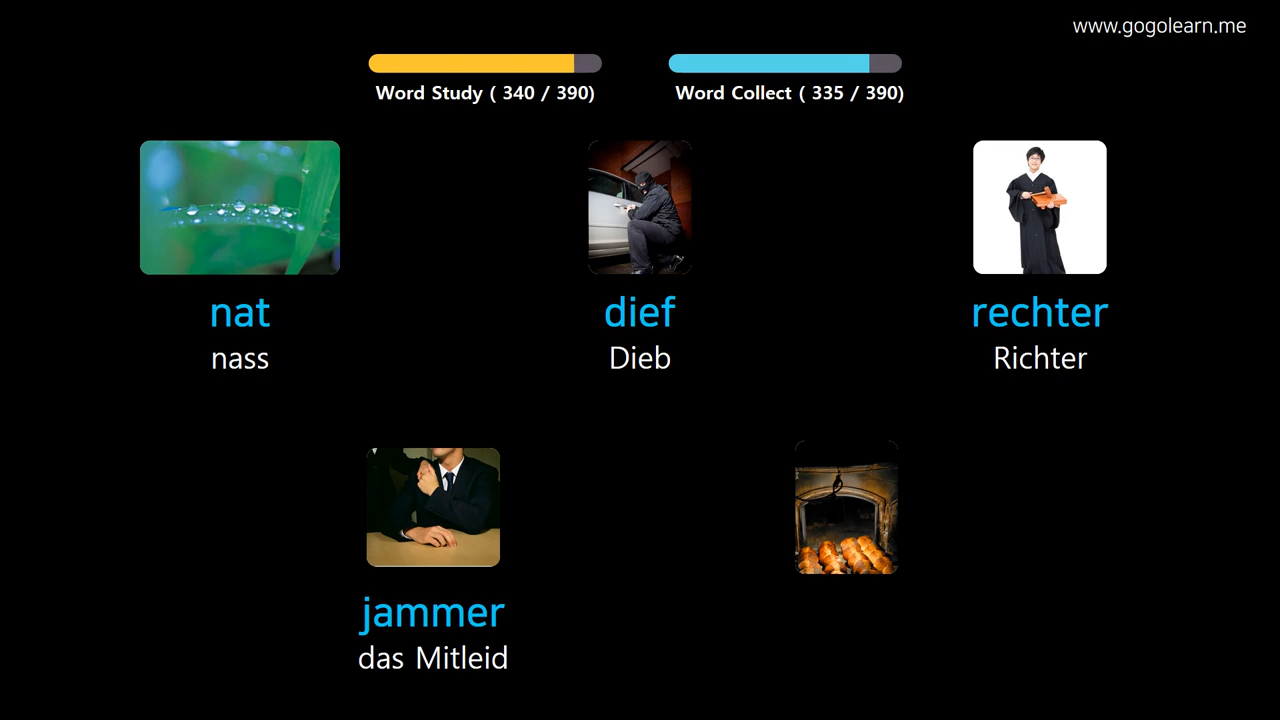 www.gogolearn.me
Word Study ( 340 / 390)
Word Collect ( 335 / 390)
nat
nass
dief
Dieb
rechter
Richter
jammer
das Mitleid